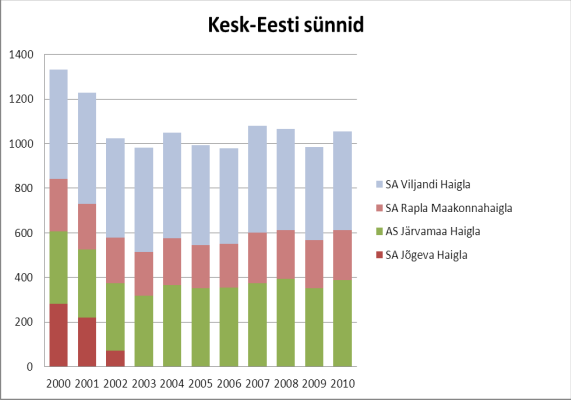 Kesk-Eesti sünnid
1400
1200
1000
800
600
400
200
0
2000 2001 2002 2003 2004 2005 2006 2007 2008 2009 2010
SA Viljandi Haigla
SA Rapla Maakonnahaigla
AS Järvamaa Haigla
SA Jõgeva Haigla